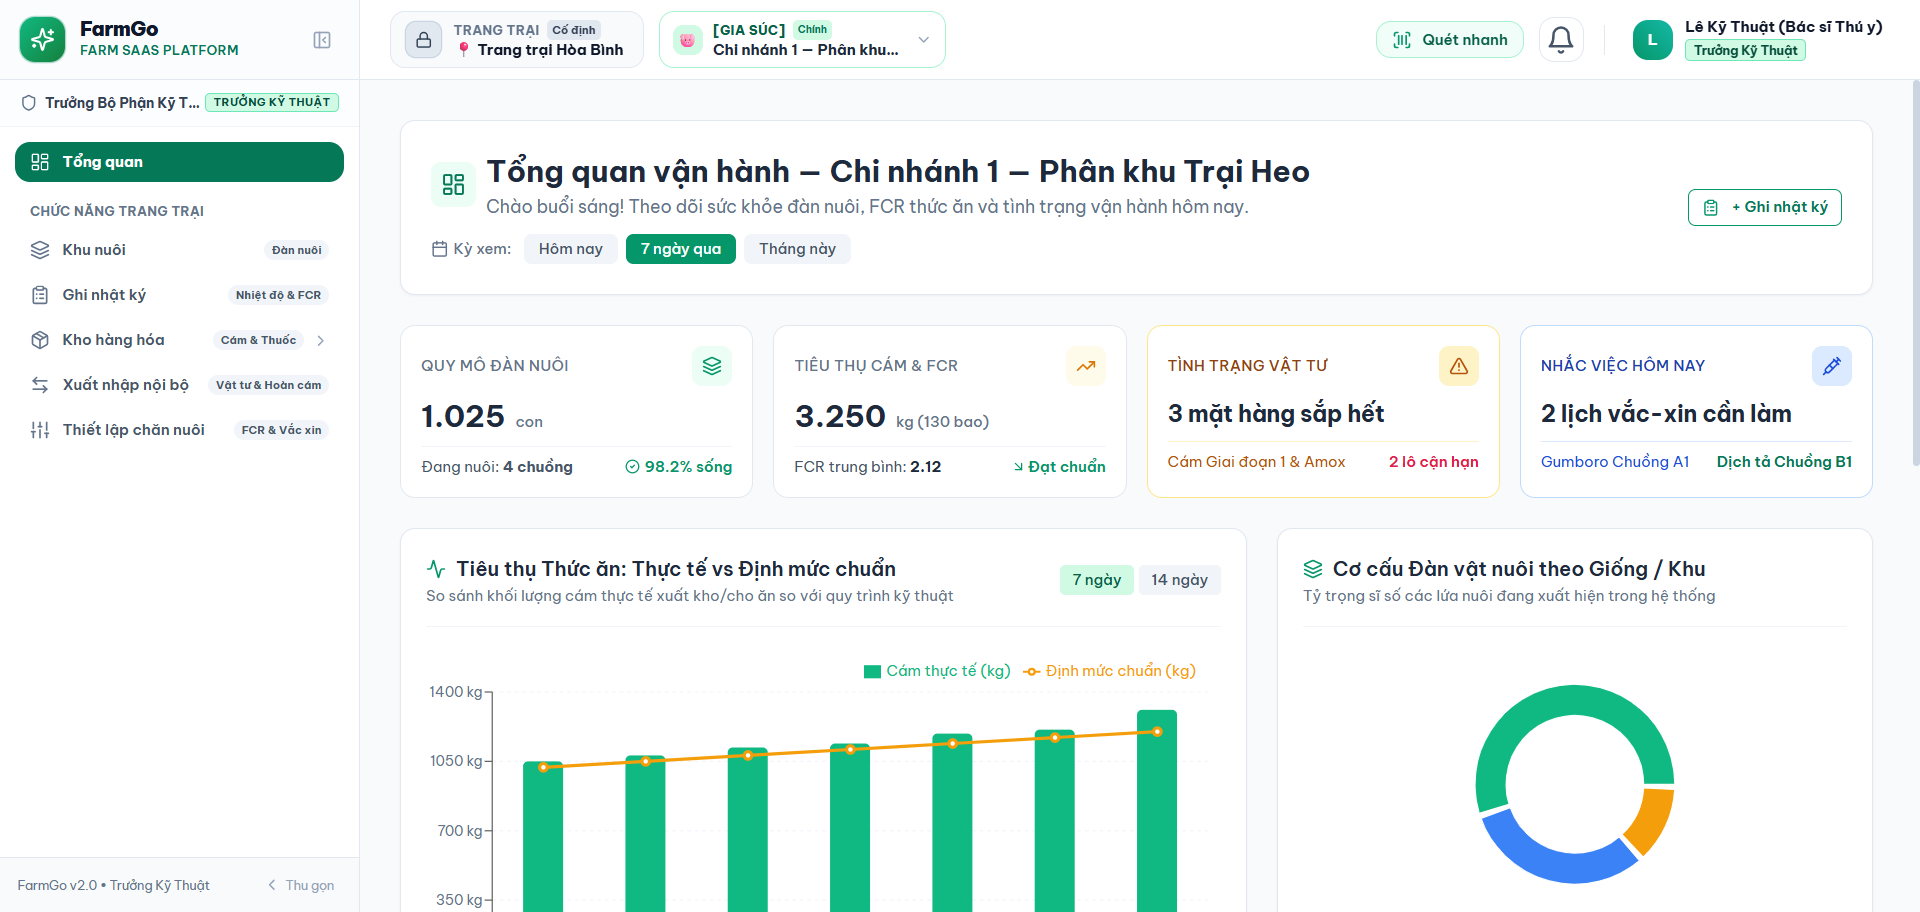 FarmGo
FARM SAAS PLATFORM
TRANG TRẠI Cố định
Trang trại Hòa Bình
[GIA SÚC] Chính
Chi nhánh 1 – Phân khu...
Quét nhanh
L
Lê Kỹ Thuật (Bác sĩ Thú y)
Trưởng Kỹ Thuật
Trưởng Bộ Phận Kỹ T... TRƯỞNG KỸ THUẬT
Tổng quan
CHỨC NĂNG TRANG TRẠI
Khu nuôi Đàn nuôi
Ghi nhật ký Nhiệt độ & FCR
Kho hàng hóa Cám & Thuốc
Xuất nhập nội bộ Vật tư & Hoàn cám
Thiết lập chăn nuôi FCR & Vắc xin
FarmGo v2.0 • Trưởng Kỹ Thuật Thu gọn
Tổng quan vận hành – Chi nhánh 1 – Phân khu Trại Heo
Chào buổi sáng! Theo dõi sức khỏe đàn nuôi, FCR thức ăn và tình trạng vận hành hôm nay.
Kỳ xem: Hôm nay 7 ngày qua Tháng này
+ Ghi nhật ký
QUY MÔ ĐÀN NUÔI
1.025 con
Đang nuôi: 4 chuồng 98.2% sống
TIÊU THỤ CÁM & FCR
3.250 kg (130 bao)
FCR trung bình: 2.12 Đạt chuẩn
TÌNH TRẠNG VẬT TƯ
3 mặt hàng sắp hết
Cám Giai đoạn 1 & Amox 2 lô cận hạn
NHẮC VIỆC HÔM NAY
2 lịch vắc-xin cần làm
Gumboro Chuồng A1 Dịch tả Chuồng B1
Tiêu thụ Thức ăn: Thực tế vs Định mức chuẩn
So sánh khối lượng cám thực tế xuất kho/cho ăn so với quy trình kỹ thuật
7 ngày 14 ngày
Cám thực tế (kg) Định mức chuẩn (kg)
1400 kg
1050 kg
700 kg
350 kg
Cơ cấu Đàn vật nuôi theo Giống / Khu
Tỷ trọng sĩ số các lứa nuôi đang xuất hiện trong hệ thống